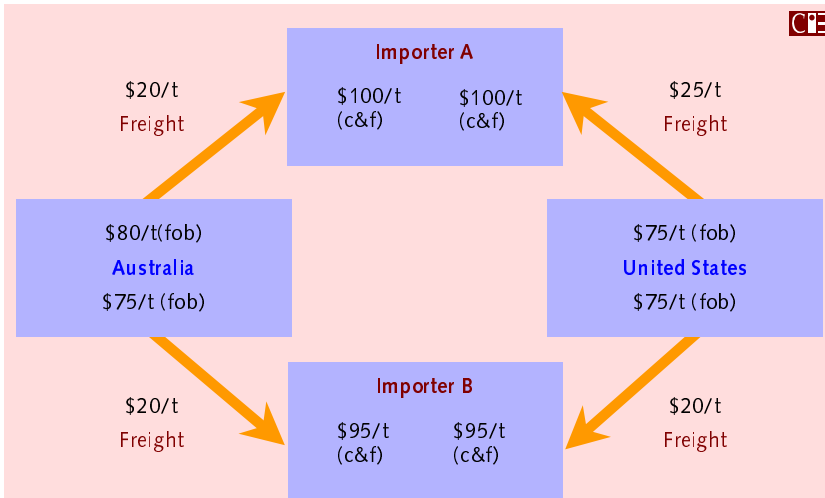 CiE
Importer A
$20/t
Freight
$100/t
(c&f)
$100/t
(c&f)
$25/t
Freight
$80/t(fob)
Australia
$75/t (fob)
$75/t (fob)
United States
$75/t (fob)
Importer B
$20/t
Freight
$95/t
(c&f)
$95/t
(c&f)
$20/t
Freight